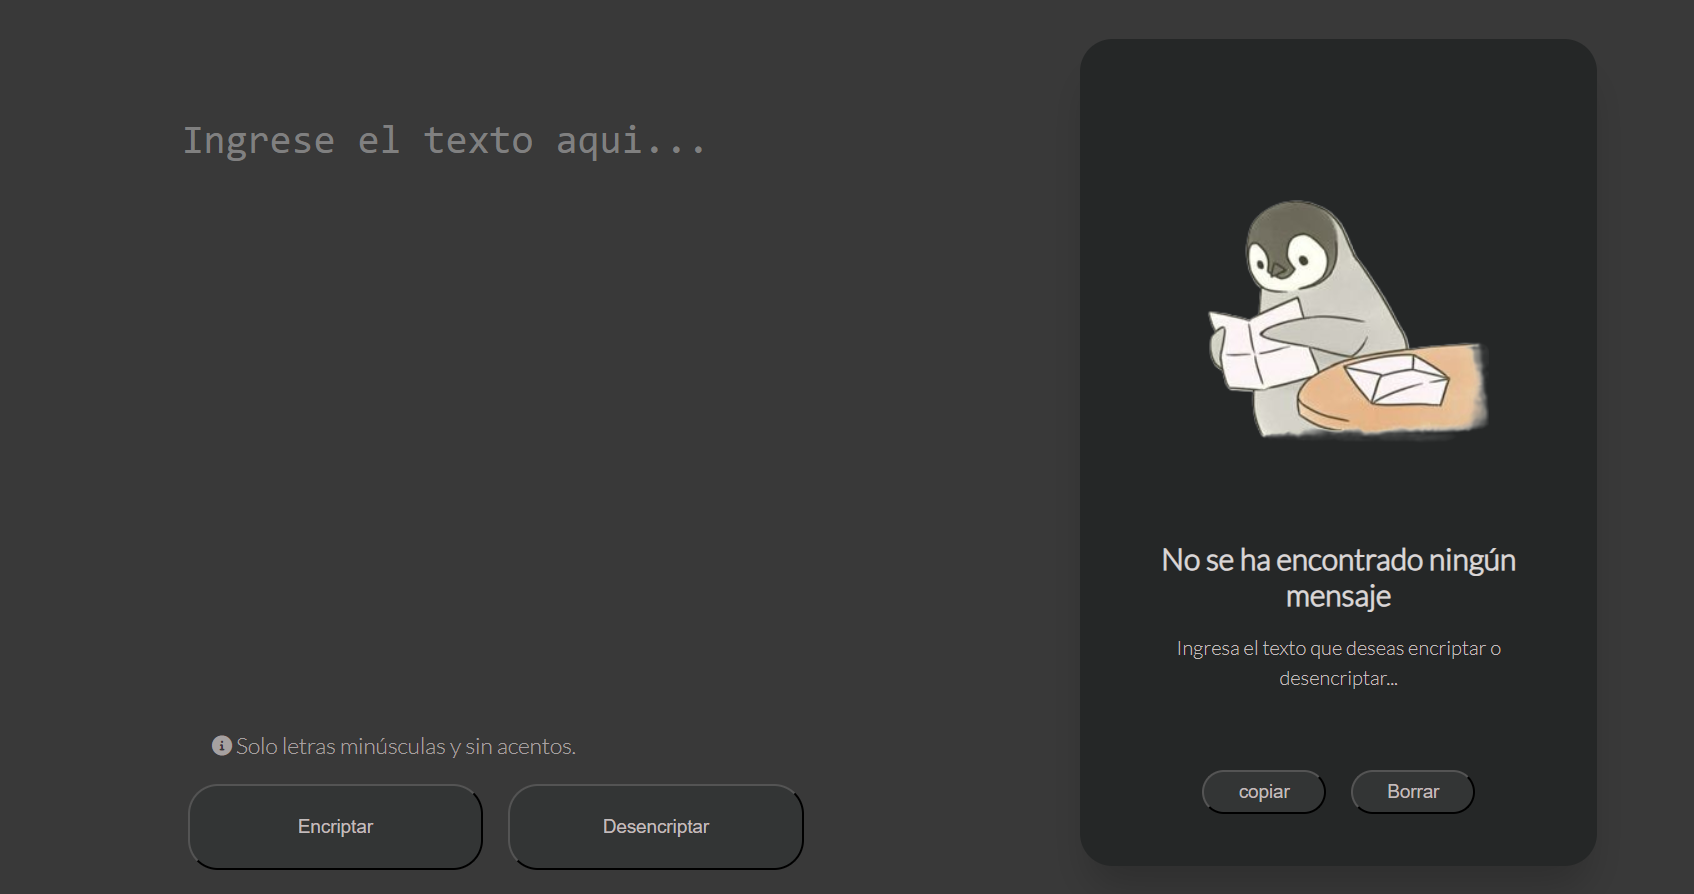 Ingrese el texto aqui...
Solo letras minúsculas y sin acentos.
Encriptar
Desencriptar
No se ha encontrado ningún
mensaje
Ingresa el texto que deseas encriptar o
desencriptar...
copiar
Borrar